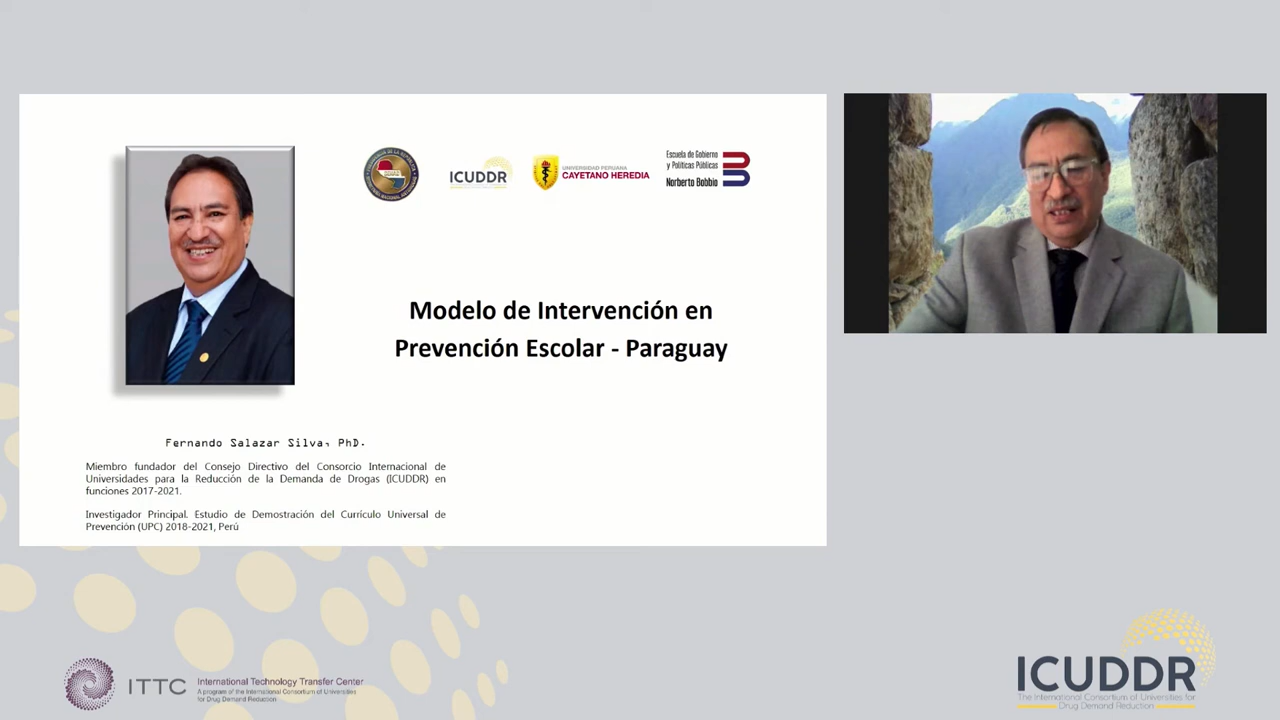 ICUDDR
UNIVERSIDAD PERUANA
CAYETANO HEREDIA
Escuela de Gobierno
y Políticas Públicas
Norberto Bobbio
Modelo de Intervención en
Prevención Escolar - Paraguay
Fernando Salazar Silva, PhD.
Miembro fundador del Consejo Directivo del Consorcio Internacional de
Universidades para la Reducción de la Demanda de Drogas (ICUDDR) en
funciones 2017-2021.
Investigador Principal. Estudio de Demostración del Currículo Universal de
Prevención (UPC) 2018-2021, Perú
ITTC
International Technology Transfer Center
A program of the International Consortium of Universities
for Drug Demand Reduction
ICUDDR
The International Consortium of Universities for
Drug Demand Reduction